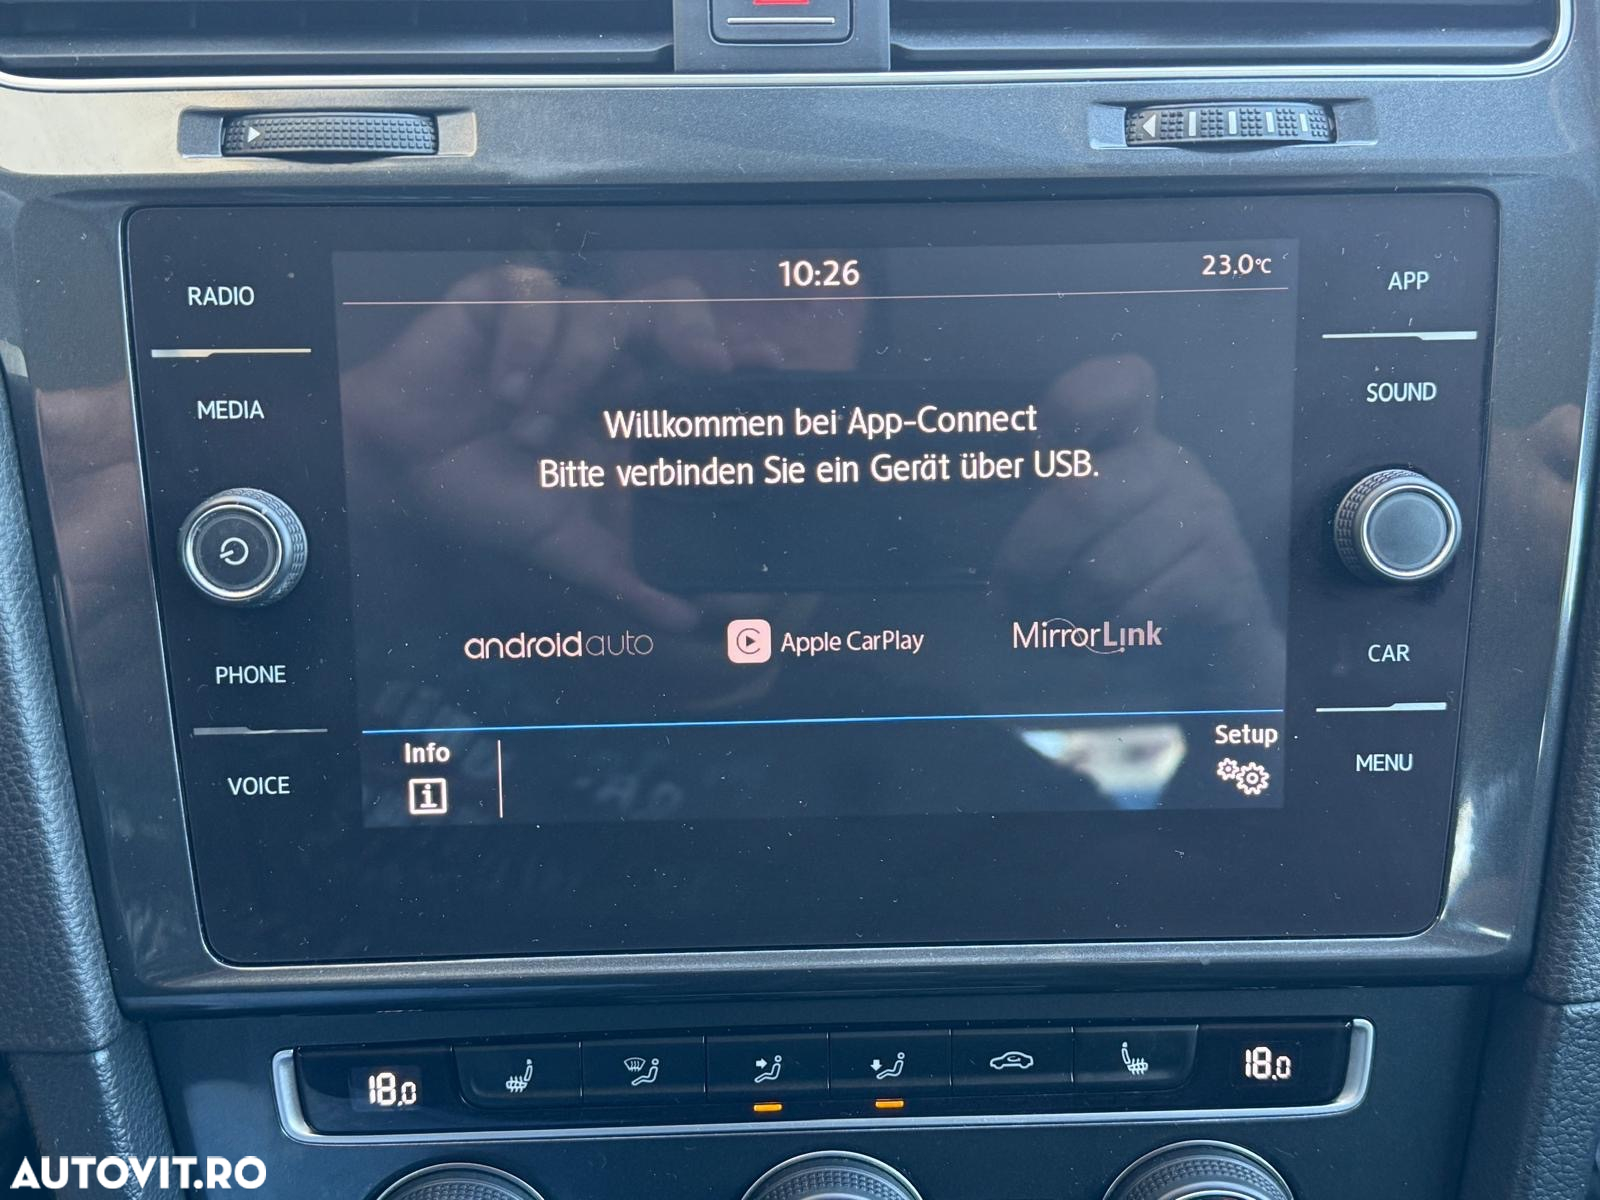 10:26
23.0°C
RADIO
MEDIA
PHONE
VOICE
APP
SOUND
CAR
MENU
Willkommen bei App-Connect
Bitte verbinden Sie ein Gerät über USB.
androidauto
Apple CarPlay
MirrorLink
Info
Setup
18.0
18.0
AUTOVIT.RO